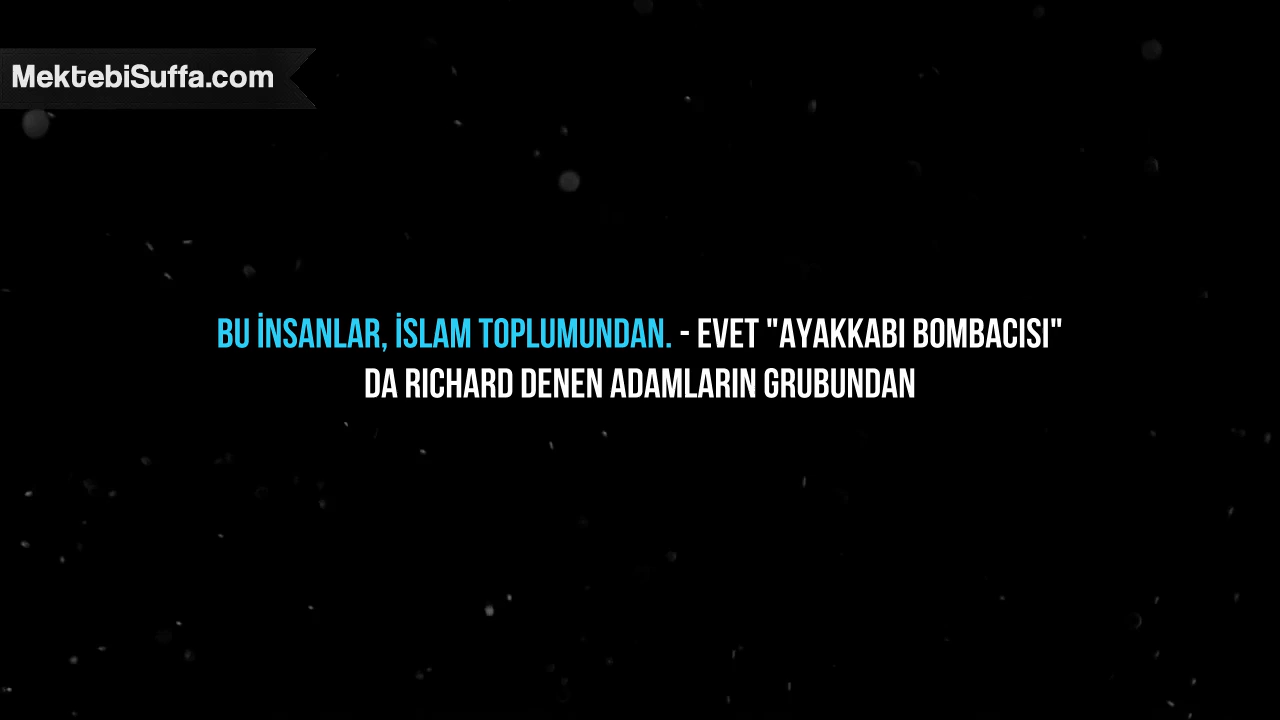 MektebiSuffa.com
BU İNSANLAR, İSLAM TOPLUMUNDAN. - EVET "AYAKKABI BOMBACISI"
DA RICHARD DENEN ADAMLARIN GRUBUNDAN